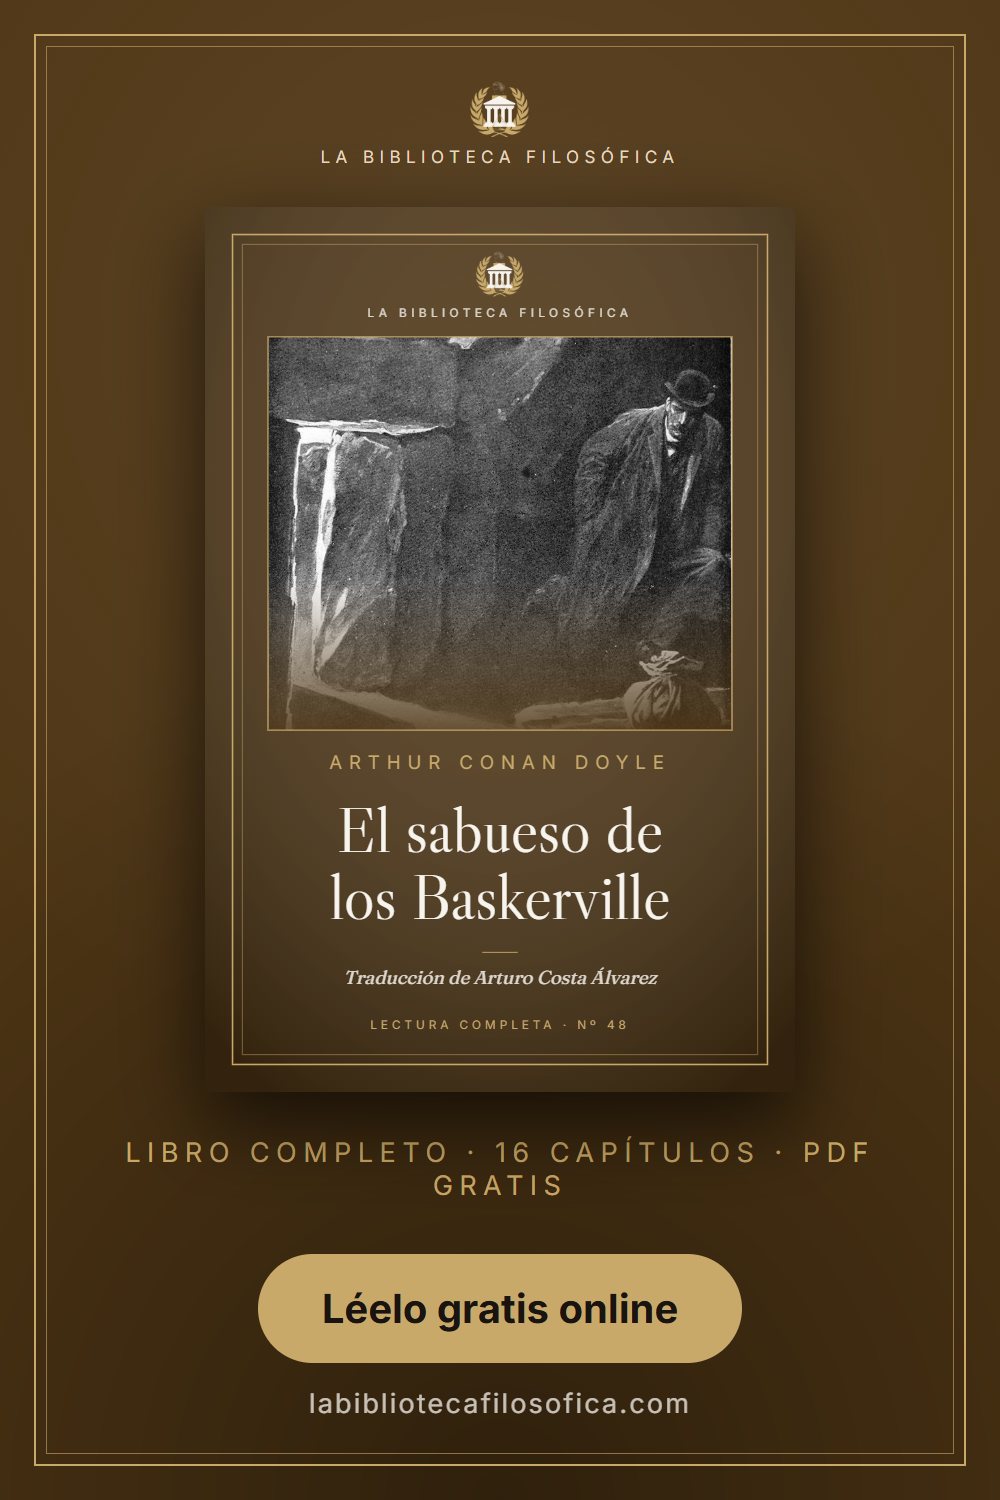 LA BIBLIOTECA FILOSÓFICA
LA BIBLIOTECA FILOSÓFICA
ARTHUR CONAN DOYLE
El sabueso de
los Baskerville
Traducción de Arturo Costa Álvarez
LECTURA COMPLETA · Nº 48
LIBRO COMPLETO · 16 CAPÍTULOS · PDF
GRATIS
Léelo gratis online
labibliotecafilosofica.com